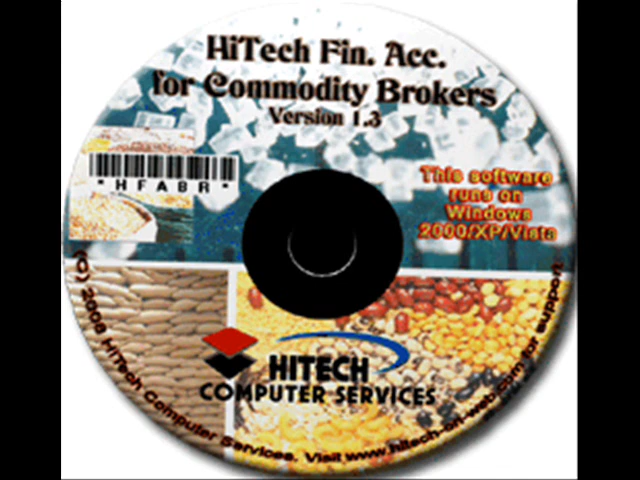 HiTech Fin. Acc.
for Commodity Brokers
Version 1.3
*HFABR*
This software
runs on
Windows
2000/XP/Vista
HITECH
COMPUTER SERVICES
(C) 2008 HiTech Computer Services. Visit www.hitech-on-web.com for support